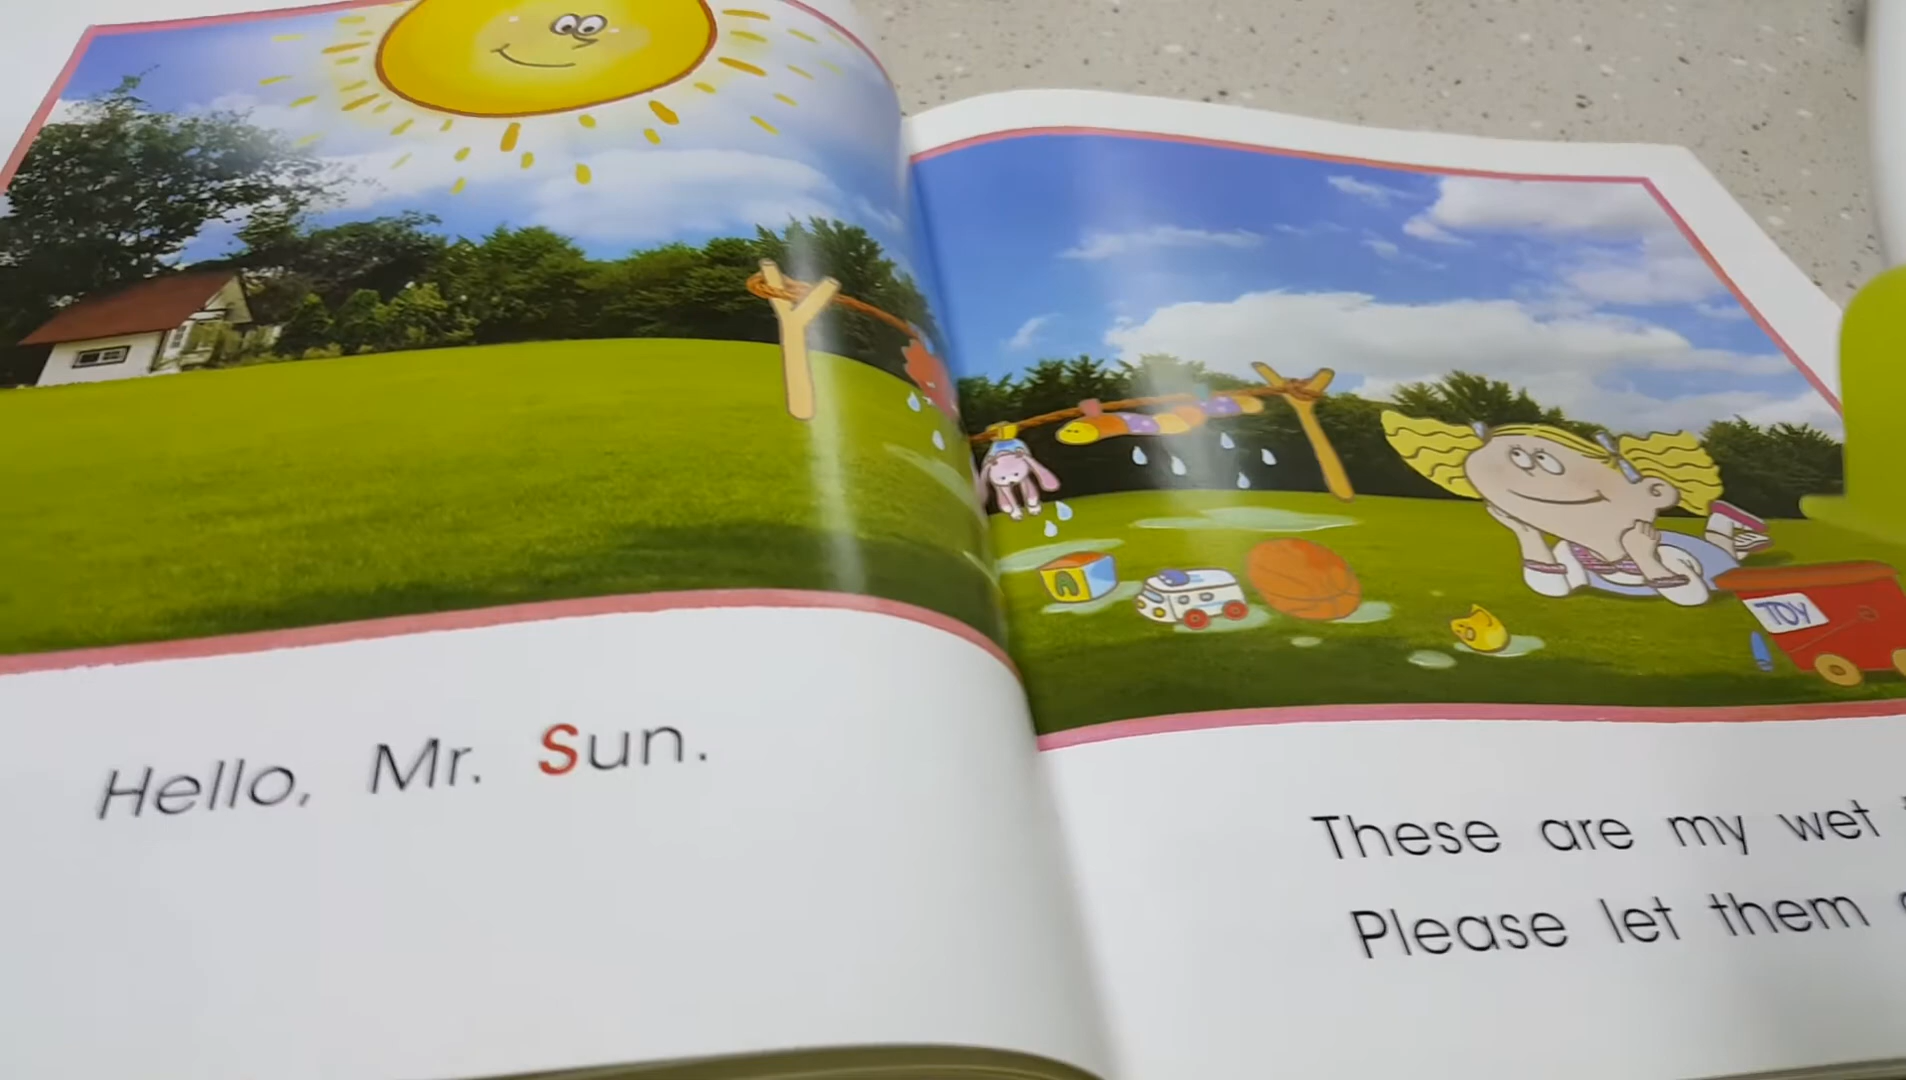 Hello, Mr. Sun.
A
TOY
These are my wet
Please let them